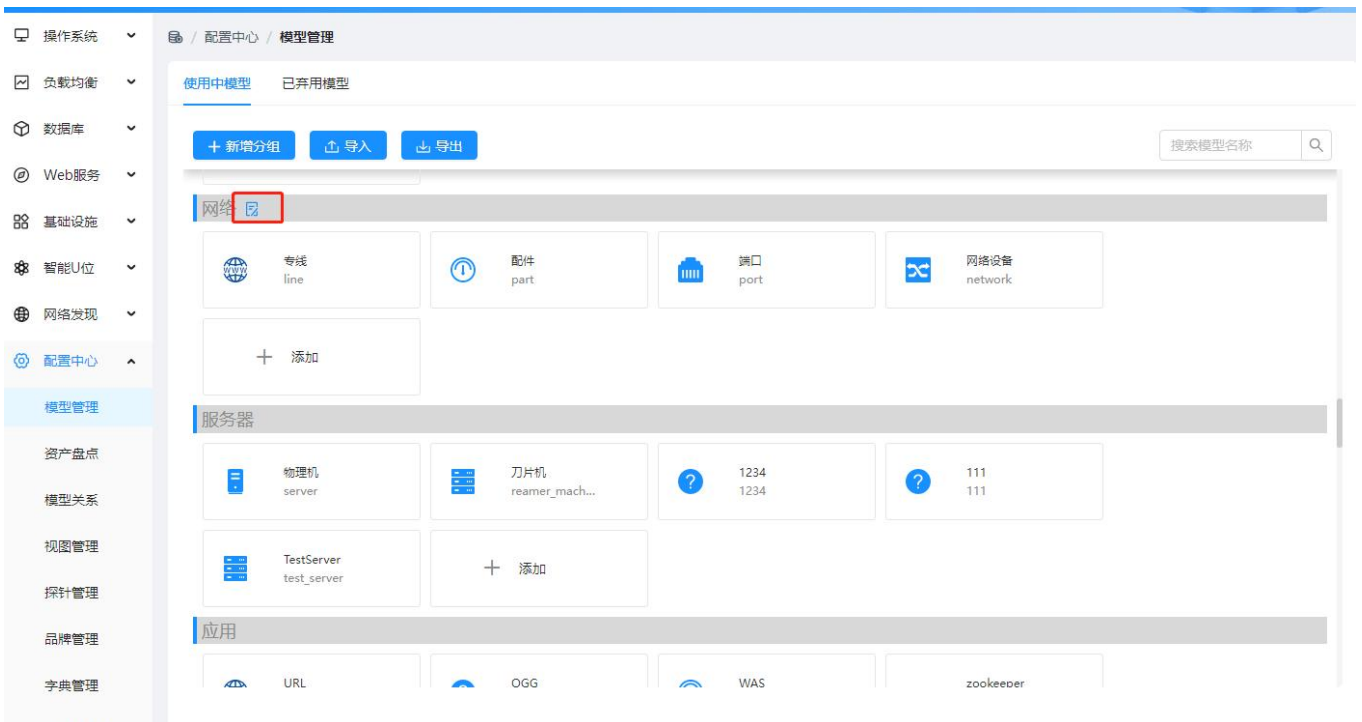 操作系统
负载均衡
数据库
Web服务
基础设施
智能U位
网络发现
配置中心
模型管理
资产盘点
模型关系
视图管理
探针管理
品牌管理
字典管理
/ 配置中心 / 模型管理
使用中模型 已弃用模型
+ 新增分组 导入 导出 搜索模型名称
网络
专线 配件 端口 网络设备
line part port network
+ 添加
服务器
物理机 刀片机 1234 111
server reamer_mach... 1234 111
TestServer
test_server
+ 添加
应用
URL OGG WAS zookeeper